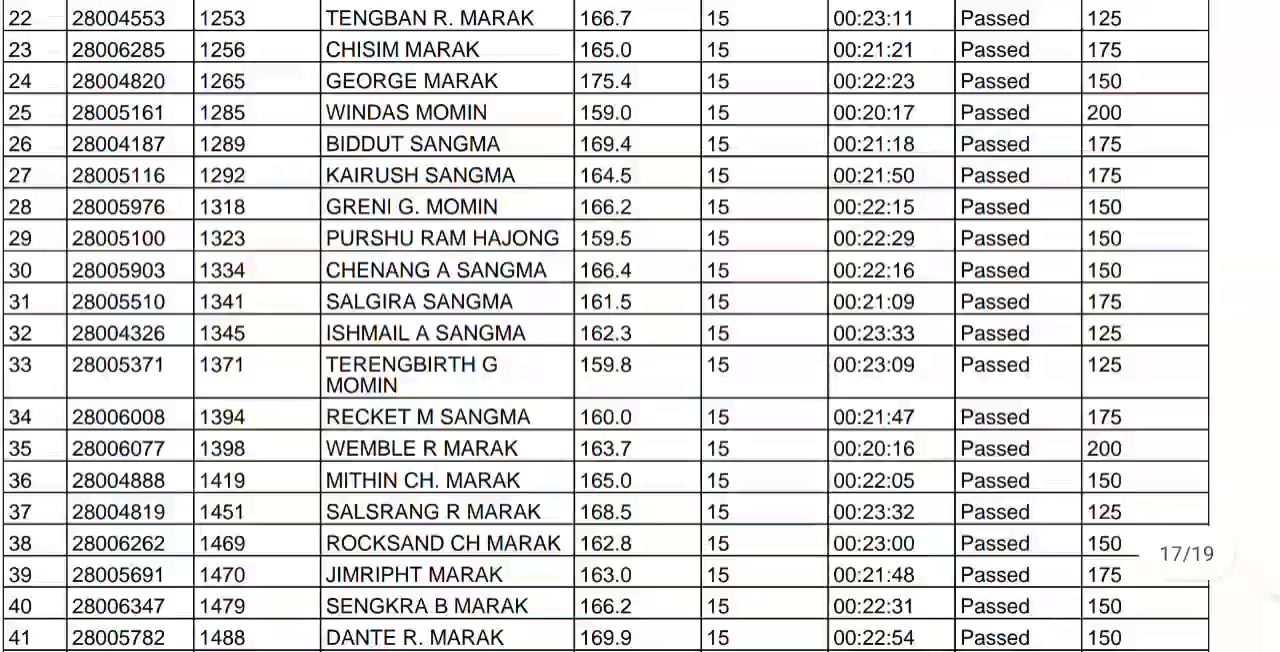 22 28004553 1253 TENGBAN R. MARAK 166.7 15 00:23:11 Passed 125
23 28006285 1256 CHISIM MARAK 165.0 15 00:21:21 Passed 175
24 28004820 1265 GEORGE MARAK 175.4 15 00:22:23 Passed 150
25 28005161 1285 WINDAS MOMIN 159.0 15 00:20:17 Passed 200
26 28004187 1289 BIDDUT SANGMA 169.4 15 00:21:18 Passed 175
27 28005116 1292 KAIRUSH SANGMA 164.5 15 00:21:50 Passed 175
28 28005976 1318 GRENI G. MOMIN 166.2 15 00:22:15 Passed 150
29 28005100 1323 PURSHU RAM HAJONG 159.5 15 00:22:29 Passed 150
30 28005903 1334 CHENANG A SANGMA 166.4 15 00:22:16 Passed 150
31 28005510 1341 SALGIRA SANGMA 161.5 15 00:21:09 Passed 175
32 28004326 1345 ISHMAIL A SANGMA 162.3 15 00:23:33 Passed 125
33 28005371 1371 TERENGBIRTH G 159.8 15 00:23:09 Passed 125
MOMIN
34 28006008 1394 RECKET M SANGMA 160.0 15 00:21:47 Passed 175
35 28006077 1398 WEMBLE R MARAK 163.7 15 00:20:16 Passed 200
36 28004888 1419 MITHIN CH. MARAK 165.0 15 00:22:05 Passed 150
37 28004819 1451 SALSRANG R MARAK 168.5 15 00:23:32 Passed 125
38 28006262 1469 ROCKSAND CH MARAK 162.8 15 00:23:00 Passed 150
17/19
39 28005691 1470 JIMRIPHT MARAK 163.0 15 00:21:48 Passed 175
40 28006347 1479 SENGKRA B MARAK 166.2 15 00:22:31 Passed 150
41 28005782 1488 DANTE R. MARAK 169.9 15 00:22:54 Passed 150